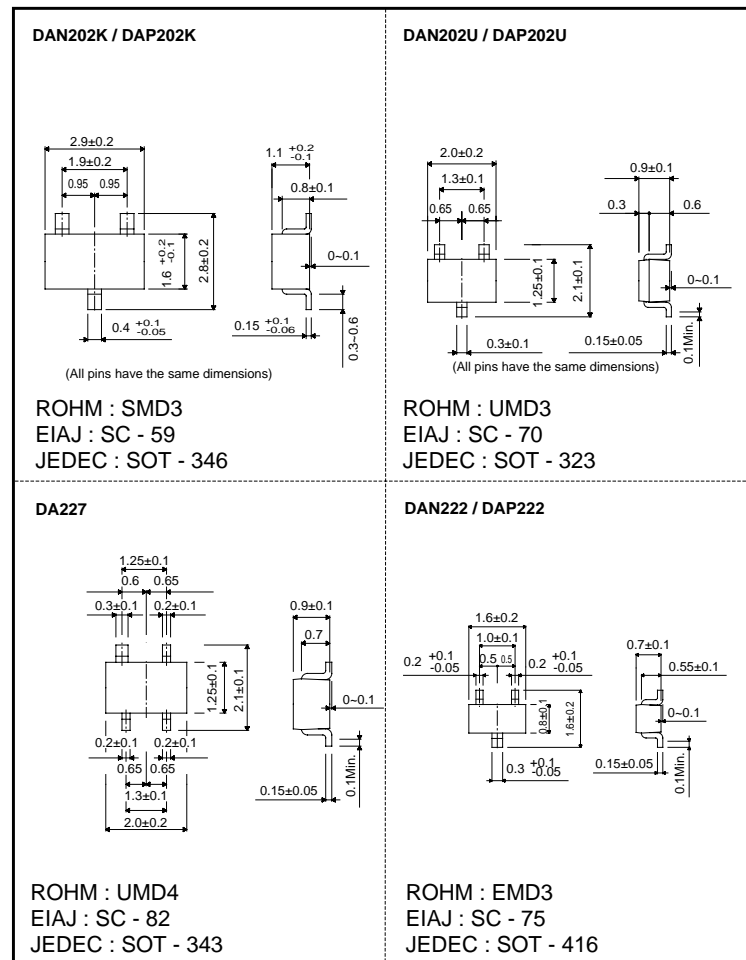 DAN202K / DAP202K
2.9±0.2
1.9±0.2
0.95 0.95
1.6 +0.2 -0.1
2.8±0.2
0.4 +0.1 -0.05
1.1 +0.2 -0.1
0.8±0.1
0~0.1
0.15 +0.1 -0.06
0.3~0.6
(All pins have the same dimensions)
ROHM : SMD3
EIAJ : SC - 59
JEDEC : SOT - 346
DAN202U / DAP202U
2.0±0.2
1.3±0.1
0.65 0.65
1.25±0.1
2.1±0.1
0.3±0.1
0.9±0.1
0.3 0.6
0~0.1
0.15±0.05
0.1Min.
(All pins have the same dimensions)
ROHM : UMD3
EIAJ : SC - 70
JEDEC : SOT - 323
DA227
1.25±0.1
0.6 0.65
0.3±0.1 0.2±0.1
1.25±0.1
2.1±0.1
0.2±0.1 0.2±0.1
0.65 0.65
1.3±0.1
2.0±0.2
0.9±0.1
0.7
0~0.1
0.15±0.05
0.1Min.
ROHM : UMD4
EIAJ : SC - 82
JEDEC : SOT - 343
DAN222 / DAP222
1.6±0.2
1.0±0.1
0.2 +0.1 -0.05
0.5 0.5
0.2 +0.1 -0.05
0.8±0.1
1.6±0.2
0.3 +0.1 -0.05
0.7±0.1
0.55±0.1
0~0.1
0.15±0.05
0.1Min.
ROHM : EMD3
EIAJ : SC - 75
JEDEC : SOT - 416